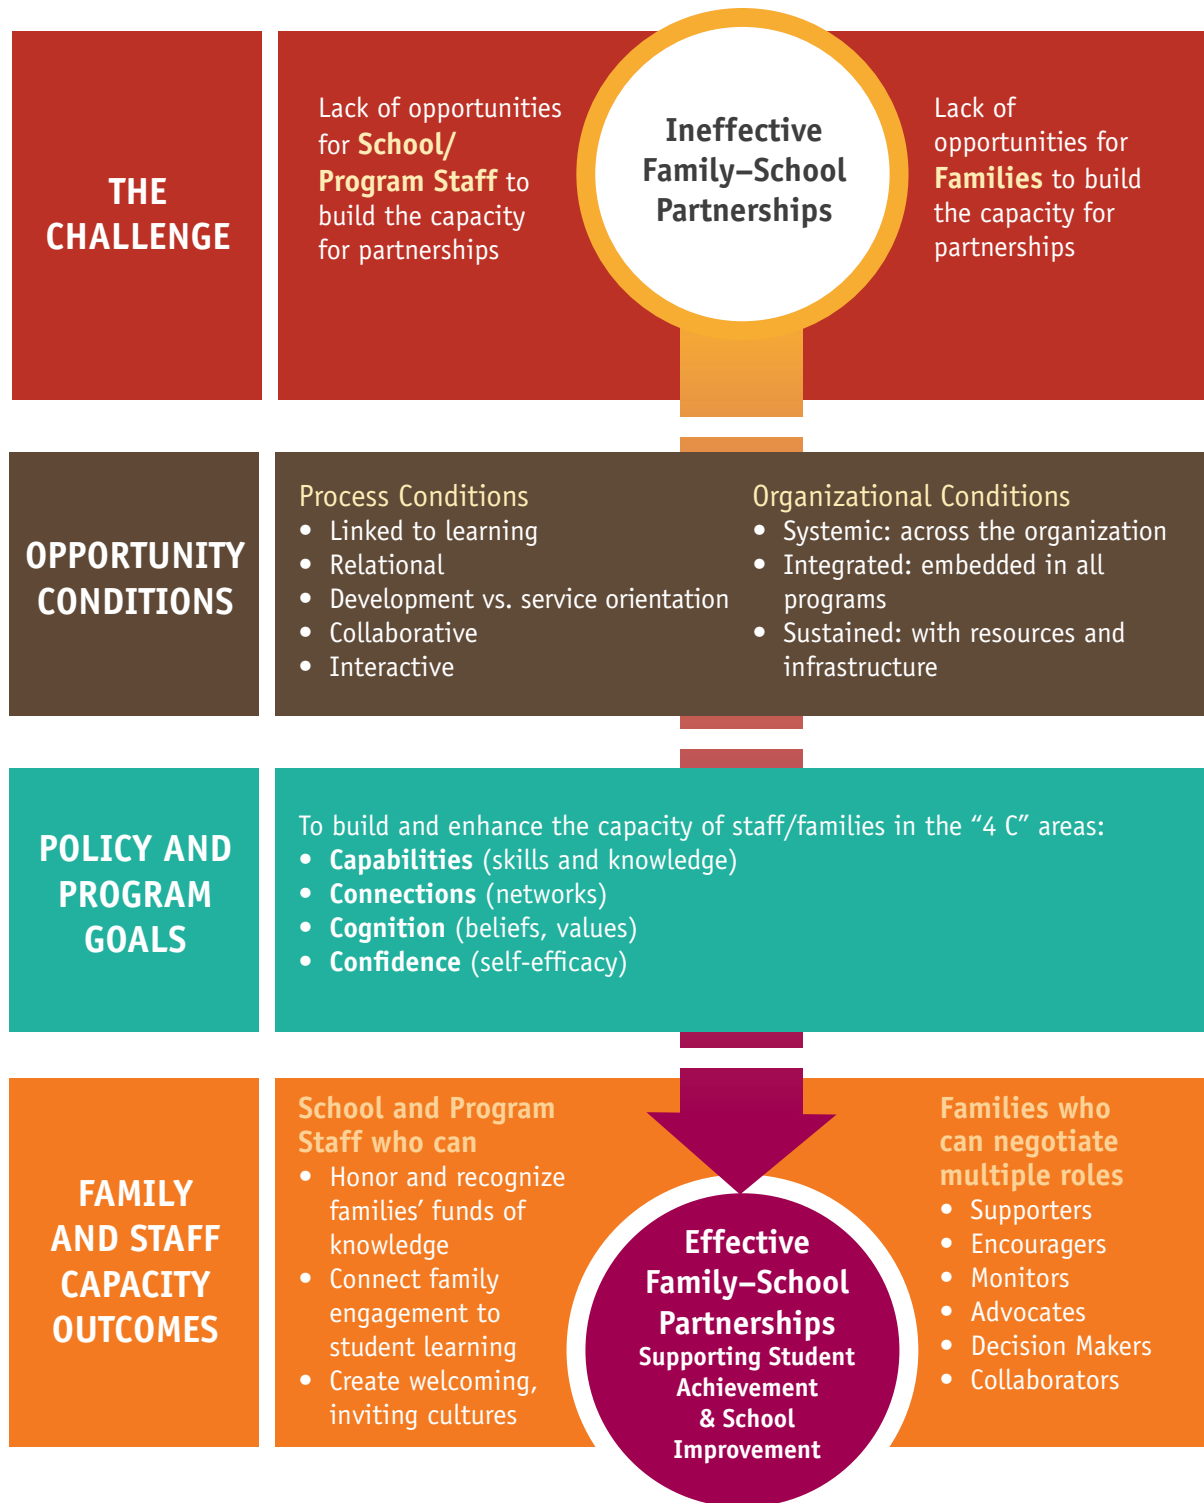 THE
CHALLENGE
Lack of opportunities
for School/
Program Staff to
build the capacity
for partnerships
Ineffective
Family–School
Partnerships
Lack of
opportunities for
Families to build
the capacity for
partnerships
OPPORTUNITY
CONDITIONS
Process Conditions
• Linked to learning
• Relational
• Development vs. service orientation
• Collaborative
• Interactive
Organizational Conditions
• Systemic: across the organization
• Integrated: embedded in all
programs
• Sustained: with resources and
infrastructure
POLICY AND
PROGRAM
GOALS
To build and enhance the capacity of staff/families in the “4 C” areas:
• Capabilities (skills and knowledge)
• Connections (networks)
• Cognition (beliefs, values)
• Confidence (self-efficacy)
FAMILY
AND STAFF
CAPACITY
OUTCOMES
School and Program
Staff who can
• Honor and recognize
families’ funds of
knowledge
• Connect family
engagement to
student learning
• Create welcoming,
inviting cultures
Effective
Family–School
Partnerships
Supporting Student
Achievement
& School
Improvement
Families who
can negotiate
multiple roles
• Supporters
• Encouragers
• Monitors
• Advocates
• Decision Makers
• Collaborators